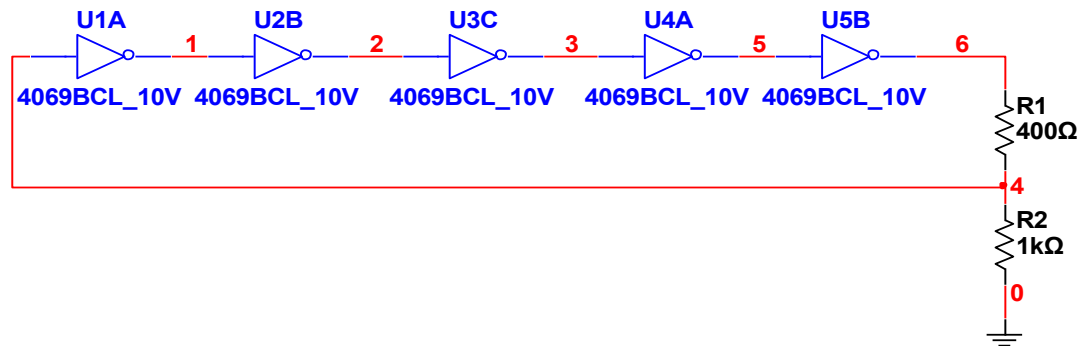 U1A U2B U3C U4A U5B
1 2 3 5 6
4069BCL_10V 4069BCL_10V 4069BCL_10V 4069BCL_10V 4069BCL_10V
R1
400Ω
4
R2
1kΩ
0